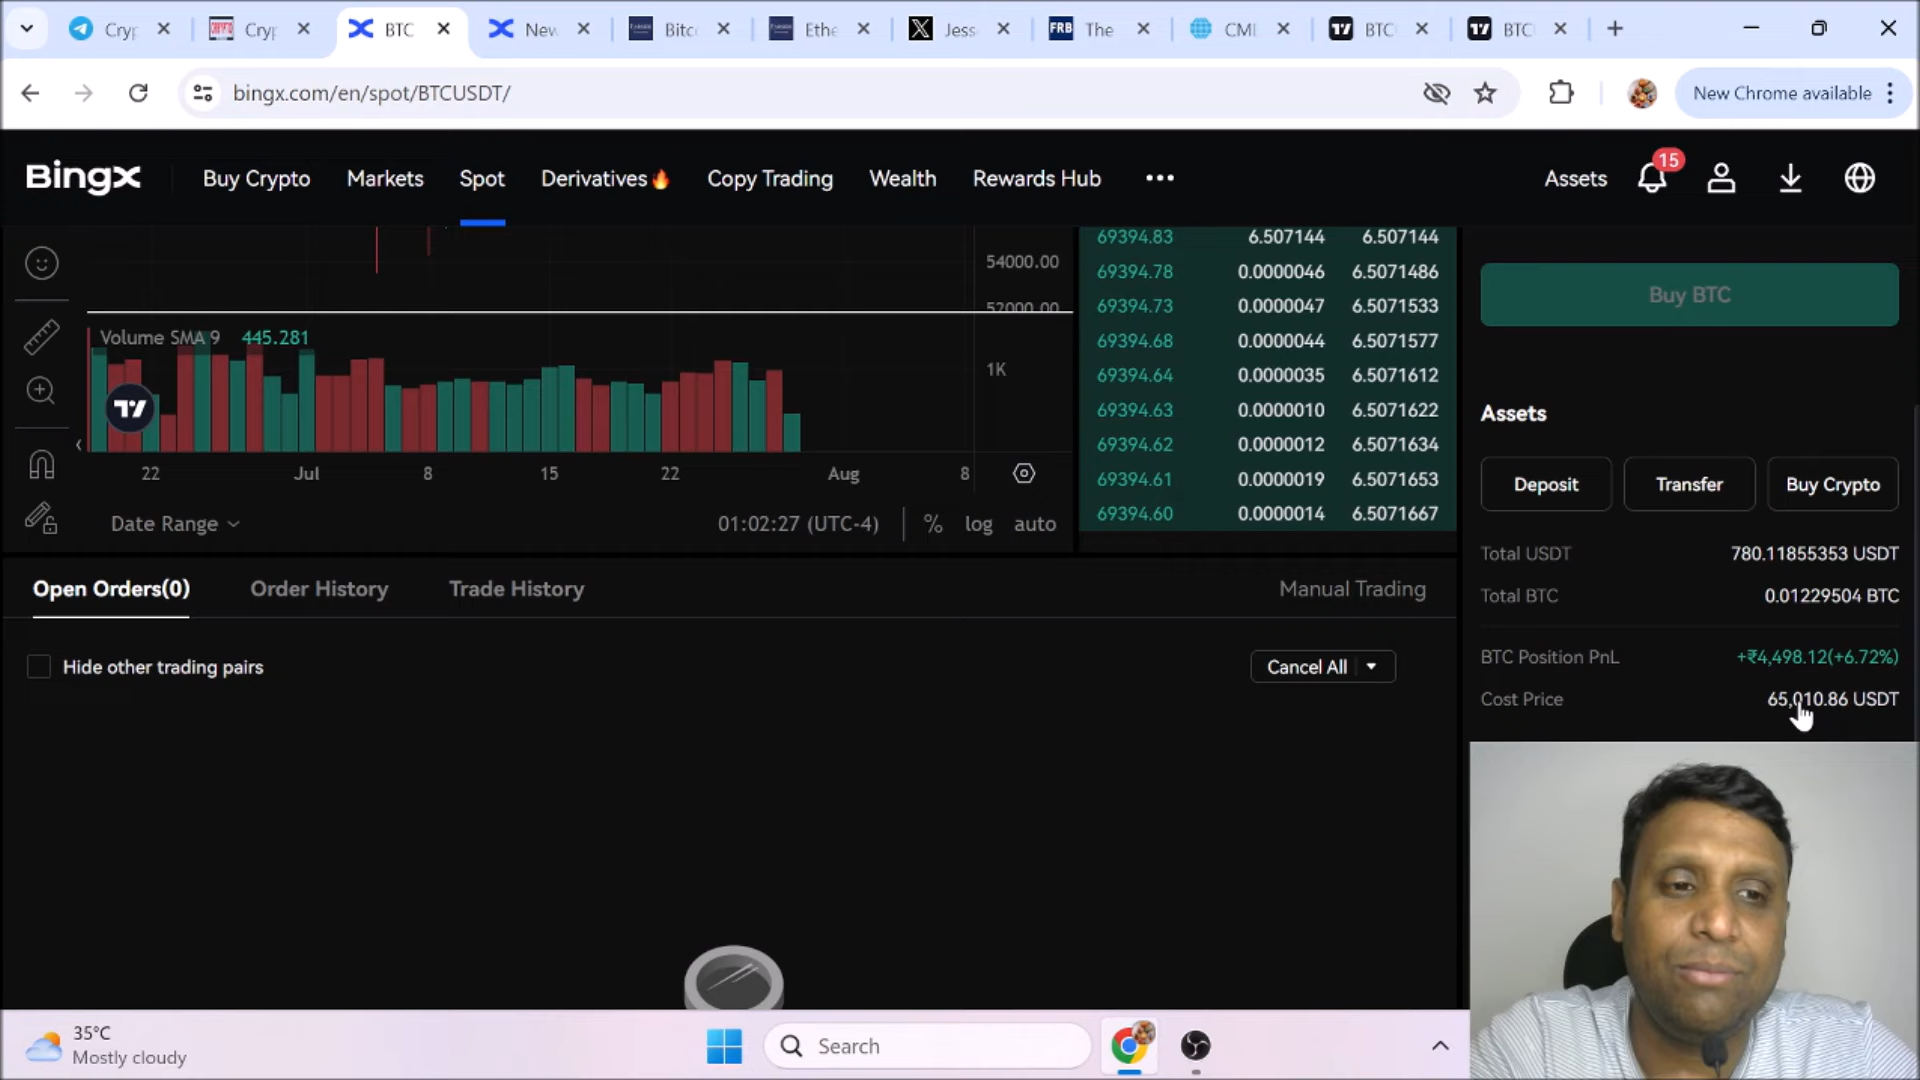 Cryp
Cryp
BTC
New
Bitc
Ethe
Jess
FRB The
CMI
BTC
BTC
bingx.com/en/spot/BTCUSDT/
New Chrome available
BingX
Buy Crypto
Markets
Spot
Derivatives
Copy Trading
Wealth
Rewards Hub
Assets
15
54000.00
52000.00
Volume SMA 9 445.281
1K
22 Jul 8 15 22 Aug 8
Date Range
01:02:27 (UTC-4)
% log auto
69394.83 6.507144 6.507144
69394.78 0.0000046 6.5071486
69394.73 0.0000047 6.5071533
69394.68 0.0000044 6.5071577
69394.64 0.0000035 6.5071612
69394.63 0.0000010 6.5071622
69394.62 0.0000012 6.5071634
69394.61 0.0000019 6.5071653
69394.60 0.0000014 6.5071667
Buy BTC
Assets
Deposit
Transfer
Buy Crypto
Total USDT 780.11855353 USDT
Total BTC 0.01229504 BTC
BTC Position PnL +₹4,498.12(+6.72%)
Cost Price 65,010.86 USDT
Open Orders(0)
Order History
Trade History
Manual Trading
Hide other trading pairs
Cancel All
35°C
Mostly cloudy
Search